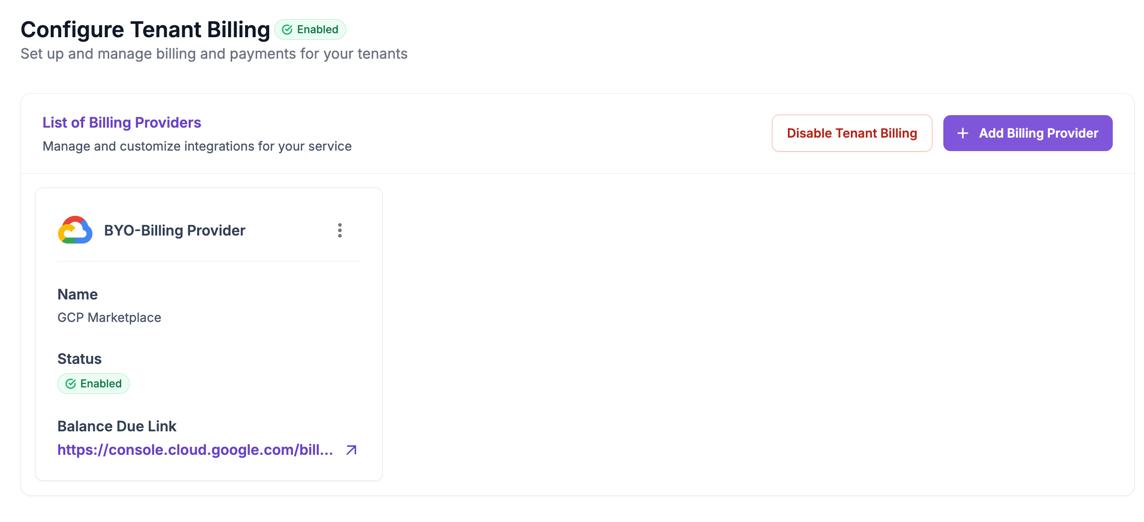 Configure Tenant Billing Enabled
Set up and manage billing and payments for your tenants
List of Billing Providers
Manage and customize integrations for your service
Disable Tenant Billing
+ Add Billing Provider
BYO-Billing Provider
Name
GCP Marketplace
Status
Enabled
Balance Due Link
https://console.cloud.google.com/bill...